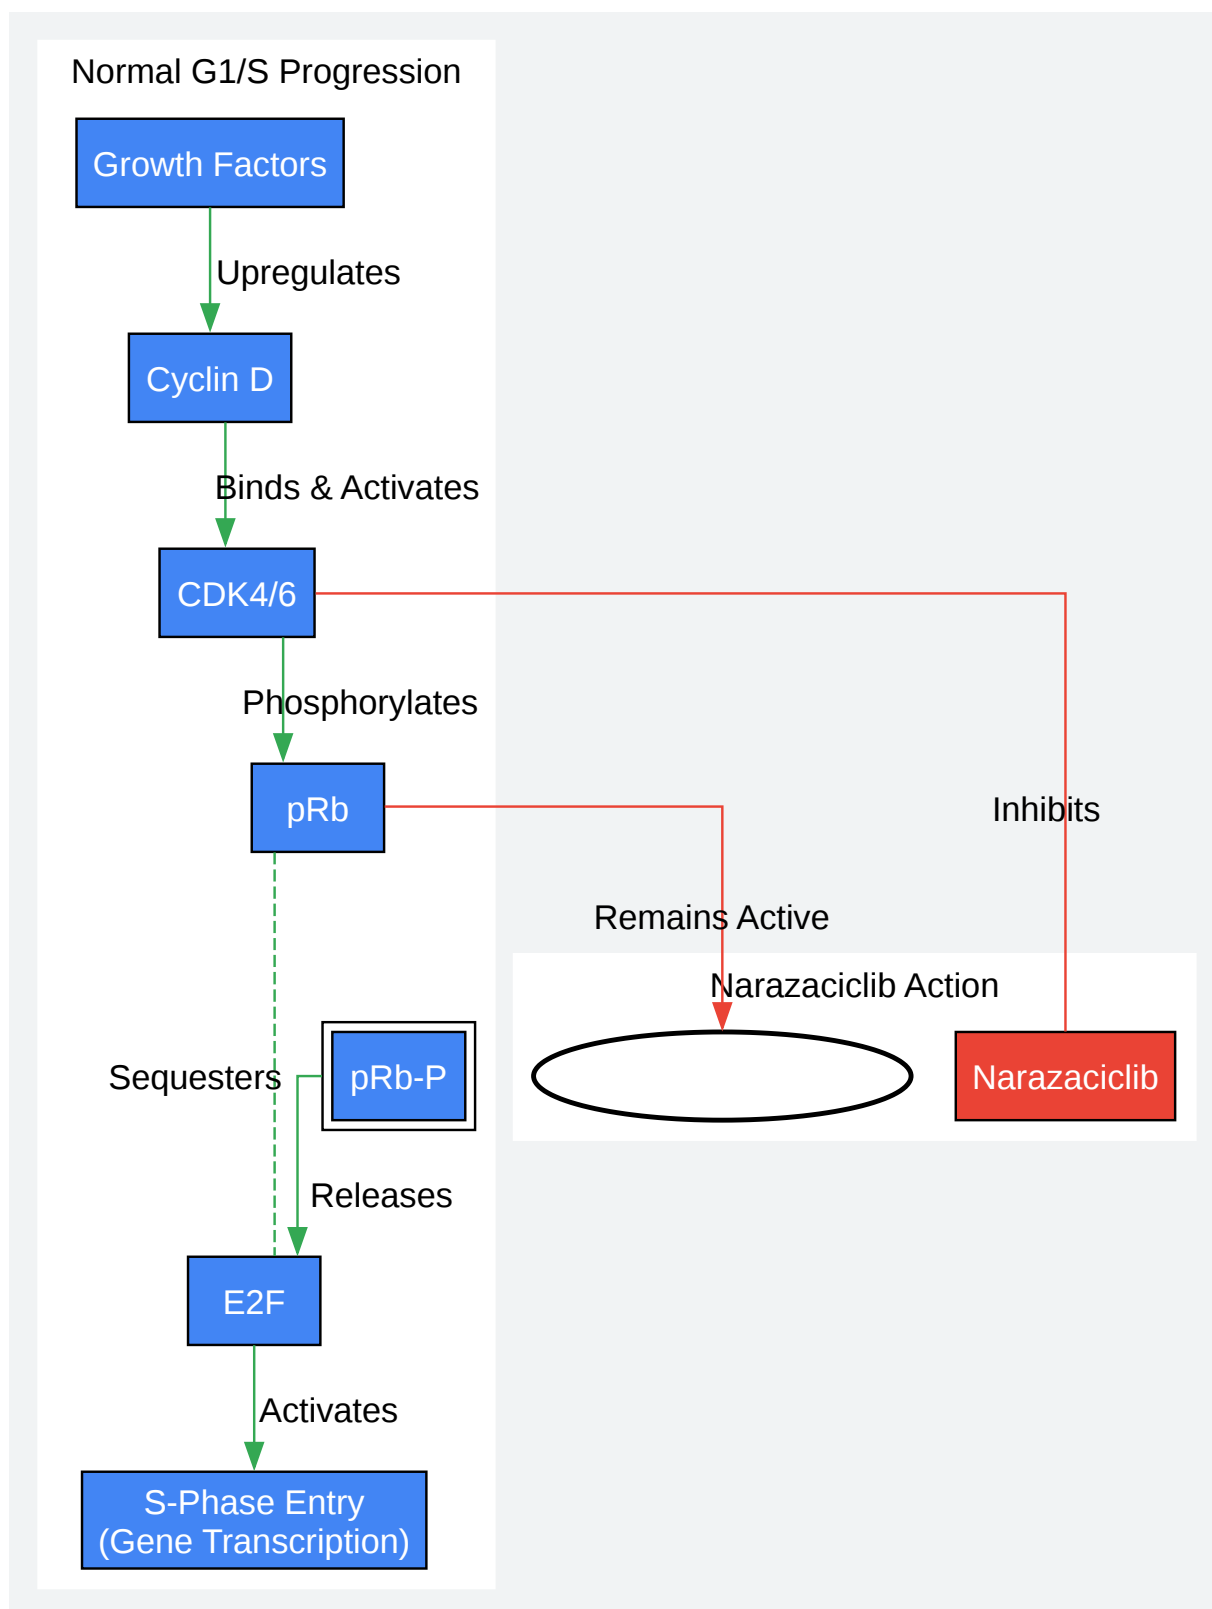 Normal G1/S Progression
Growth Factors
Upregulates
Cyclin D
Binds & Activates
CDK4/6
Phosphorylates
pRb
Inhibits
Remains Active
Narazaciclib Action
Sequesters
pRb-P
Narazaciclib
Releases
E2F
Activates
S-Phase Entry
(Gene Transcription)